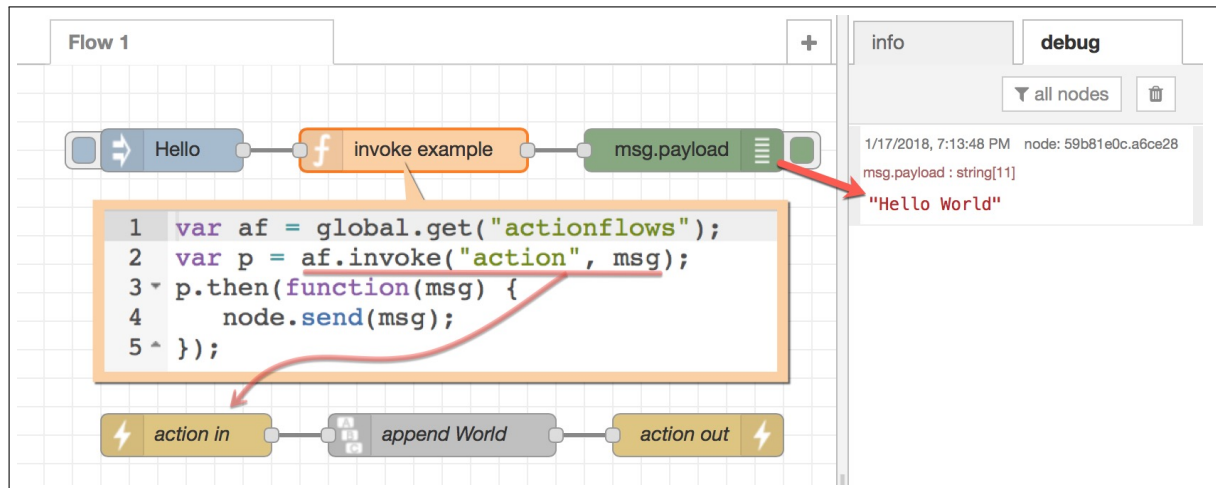 Flow 1
+
info
debug
all nodes
Hello
f
invoke example
msg.payload
1/17/2018, 7:13:48 PM node: 59b81e0c.a6ce28
msg.payload : string[11]
"Hello World"
1 var af = global.get("actionflows");
2 var p = af.invoke("action", msg);
3 p.then(function(msg) {
4 node.send(msg);
5 });
action in
A
B
C
append World
action out